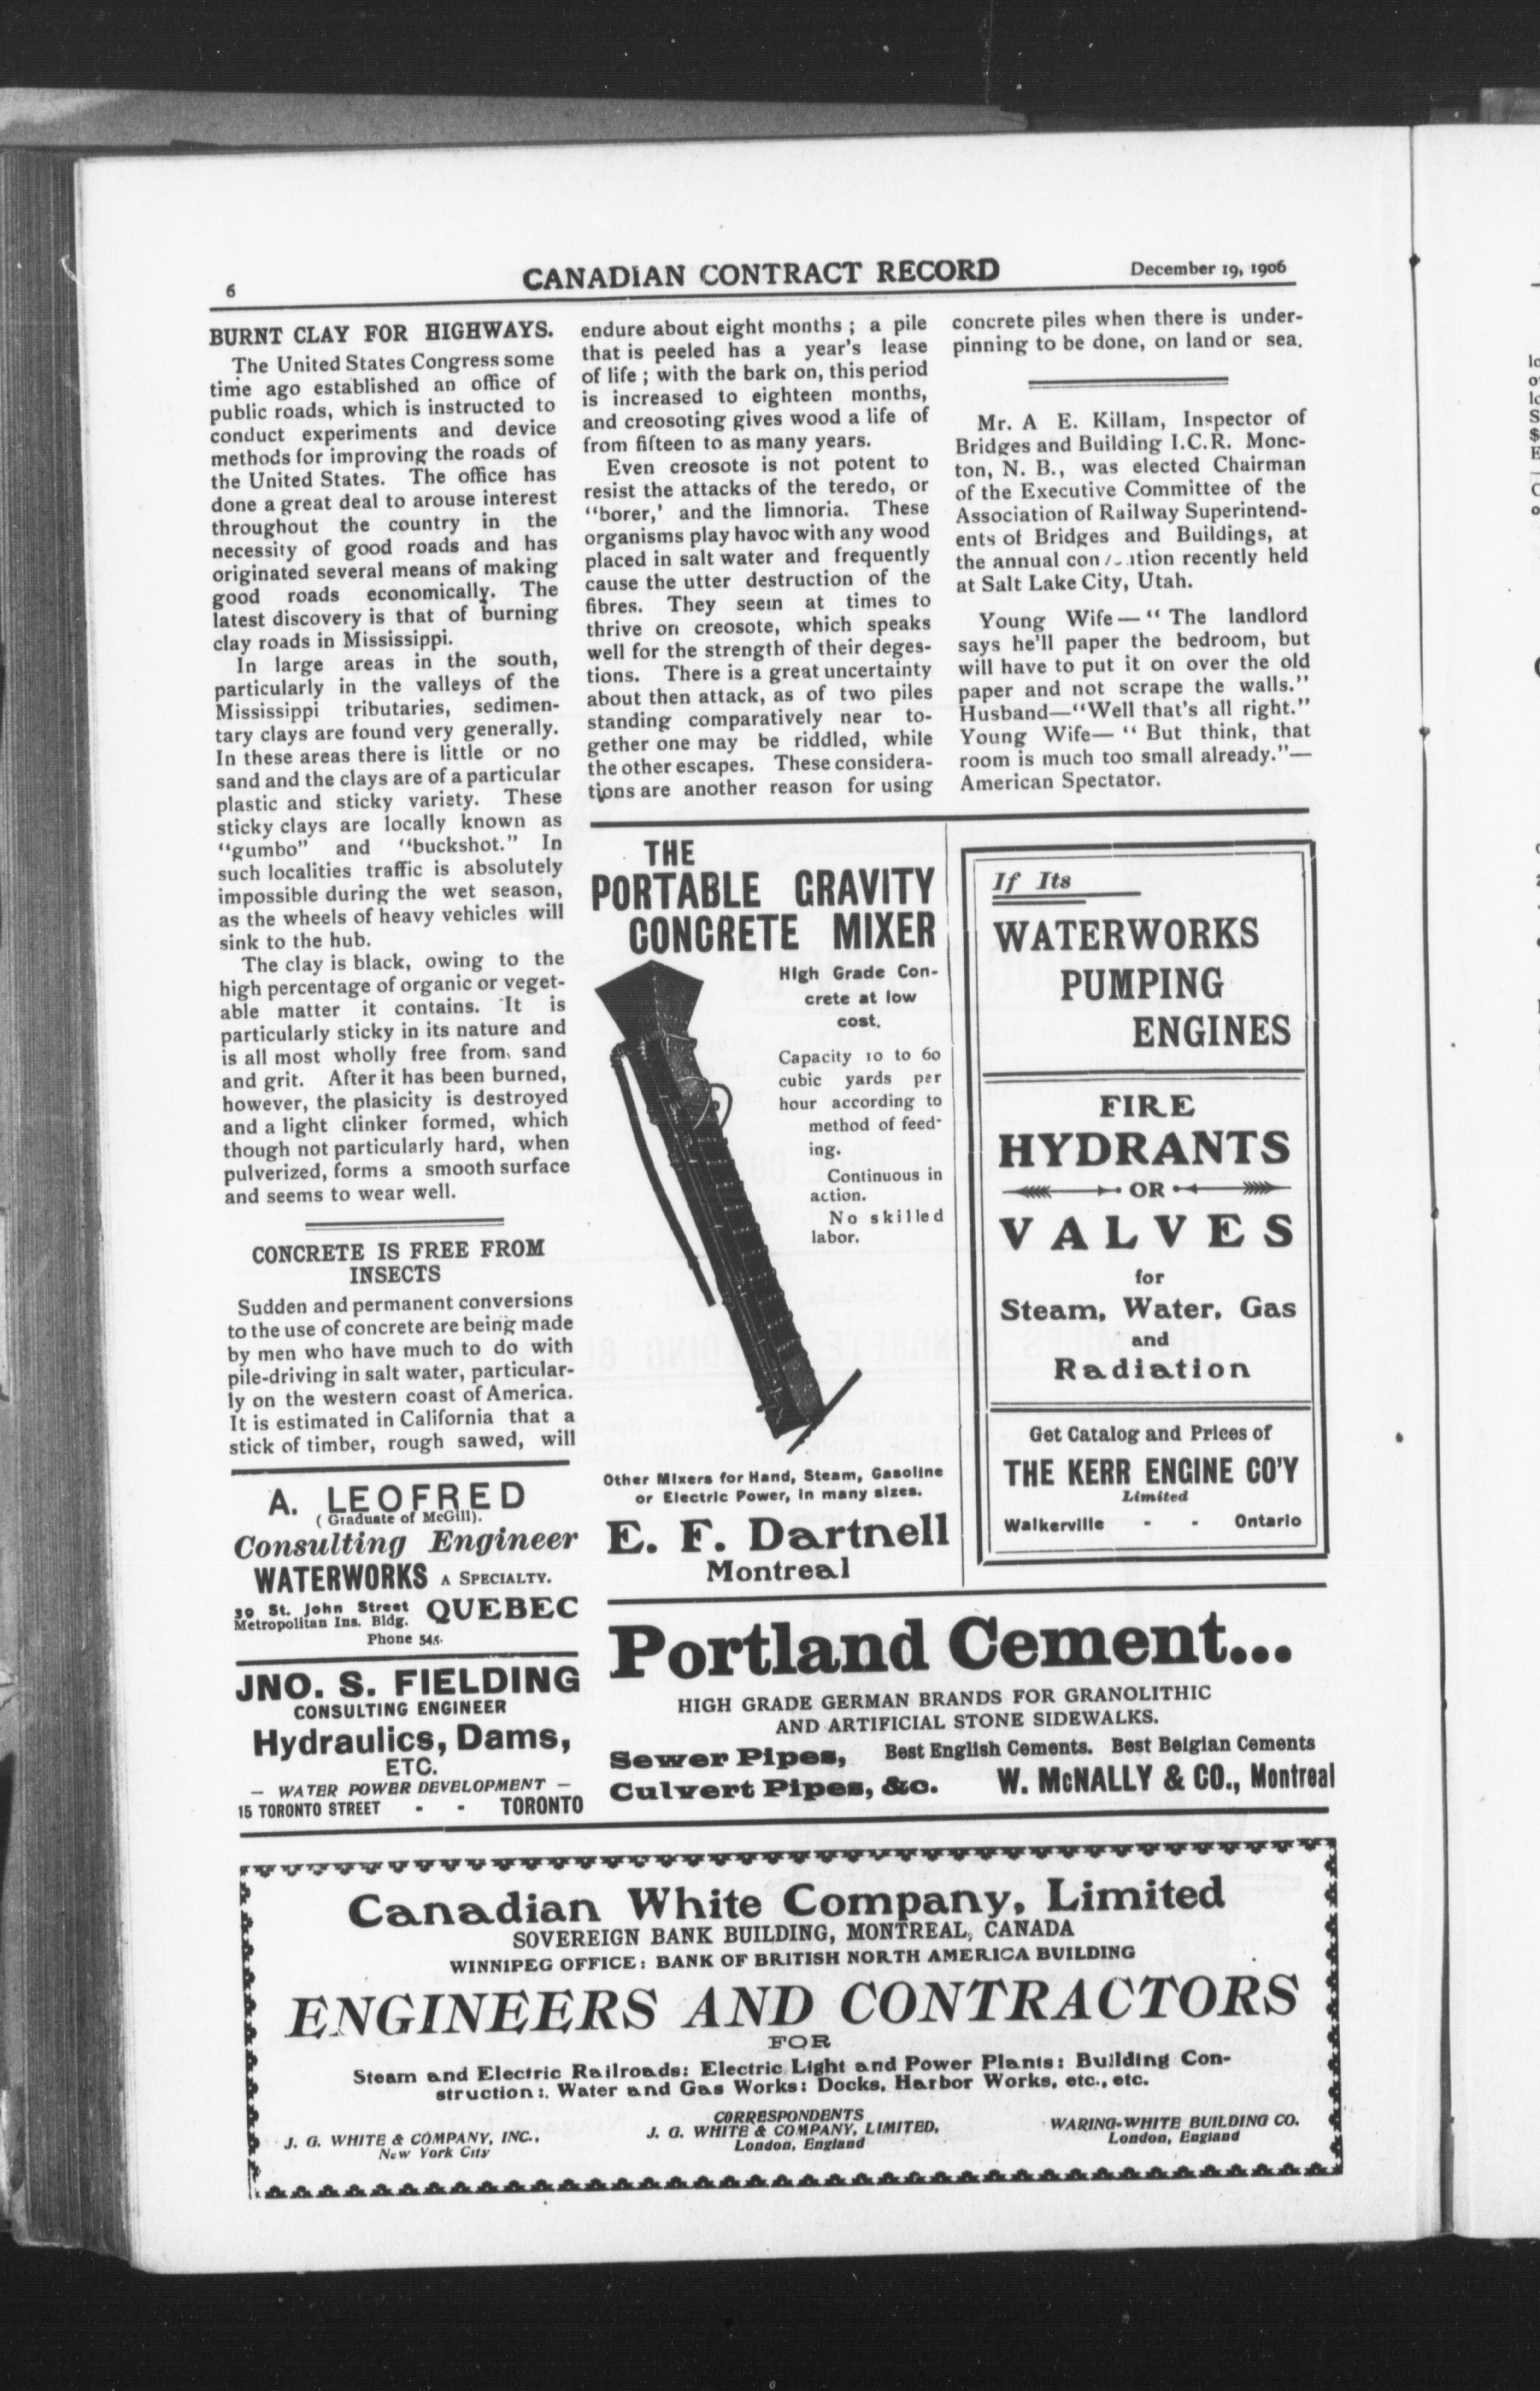 6
CANADIAN CONTRACT RECORD
December 19, 1906
BURNT CLAY FOR HIGHWAYS.
The United States Congress some
time ago established an office of
public roads, which is instructed to
conduct experiments and device
methods for improving the roads of
the United States. The office has
done a great deal to arouse interest
throughout the country in the
necessity of good roads and has
originated several means of making
good roads economically. The
latest discovery is that of burning
clay roads in Mississippi.
In large areas in the south,
particularly in the valleys of the
Mississippi tributaries, sedimen-
tary clays are found very generally.
In these areas there is little or no
sand and the clays are of a particular
plastic and sticky variety. These
sticky clays are locally known as
"gumbo" and "buckshot." In
such localities traffic is absolutely
impossible during the wet season,
as the wheels of heavy vehicles will
sink to the hub.
The clay is black, owing to the
high percentage of organic or veget-
able matter it contains. It is
particularly sticky in its nature and
is all most wholly free from sand
and grit. After it has been burned,
however, the plasicity is destroyed
and a light clinker formed, which
though not particularly hard, when
pulverized, forms a smooth surface
and seems to wear well.
CONCRETE IS FREE FROM
INSECTS
Sudden and permanent conversions
to the use of concrete are being made
by men who have much to do with
pile-driving in salt water, particular-
ly on the western coast of America.
It is estimated in California that a
stick of timber, rough sawed, will
endure about eight months ; a pile
that is peeled has a year's lease
of life ; with the bark on, this period
is increased to eighteen months,
and creosoting gives wood a life of
from fifteen to as many years.
Even creosote is not potent to
resist the attacks of the teredo, or
"borer,' and the limnoria. These
organisms play havoc with any wood
placed in salt water and frequently
cause the utter destruction of the
fibres. They seem at times to
thrive on creosote, which speaks
well for the strength of their deges-
tions. There is a great uncertainty
about then attack, as of two piles
standing comparatively near to-
gether one may be riddled, while
the other escapes. These considera-
tions are another reason for using
concrete piles when there is under-
pinning to be done, on land or sea.
Mr. A E. Killam, Inspector of
Bridges and Building I.C.R. Monc-
ton, N. B., was elected Chairman
of the Executive Committee of the
Association of Railway Superintend-
ents of Bridges and Buildings, at
the annual recently held
at Salt Lake City, Utah.
Young Wife—" The landlord
says he'll paper the bedroom, but
will have to put it on over the old
paper and not scrape the walls."
Husband—"Well that's all right."
Young Wife— " But think, that
room is much too small already."—
American Spectator.
THE
PORTABLE GRAVITY
CONCRETE MIXER
High Grade Con-
crete at low
cost.
Capacity 10 to 60
cubic yards per
hour according to
method of feed-
ing.
Continuous in
action.
No skilled
labor.
Other Mixers for Hand, Steam, Gasoline
or Electric Power, in many sizes.
E. F. Dartnell
Montreal
If Its
WATERWORKS
PUMPING
ENGINES
FIRE
HYDRANTS
OR
VALVES
for
Steam, Water, Gas
and
Radiation
Get Catalog and Prices of
THE KERR ENGINE CO'Y
Limited
Walkerville - - Ontario
A. LEOFRED
(Graduate of McGill).
Consulting Engineer
WATERWORKS A SPECIALTY.
39 St. John Street
Metropolitan Ins. Bldg. QUEBEC
Phone 545.
JNO. S. FIELDING
CONSULTING ENGINEER
Hydraulics, Dams,
ETC.
— WATER POWER DEVELOPMENT —
15 TORONTO STREET - - TORONTO
Portland Cement...
HIGH GRADE GERMAN BRANDS FOR GRANOLITHIC
AND ARTIFICIAL STONE SIDEWALKS.
Sewer Pipes, Best English Cements. Best Belgian Cements
Culvert Pipes, &c. W. McNALLY & CO., Montreal
Canadian White Company, Limited
SOVEREIGN BANK BUILDING, MONTREAL, CANADA
WINNIPEG OFFICE: BANK OF BRITISH NORTH AMERICA BUILDING
ENGINEERS AND CONTRACTORS
FOR
Steam and Electric Railroads: Electric Light and Power Plants: Building Con-
struction: Water and Gas Works: Docks, Harbor Works, etc., etc.
CORRESPONDENTS
J. G. WHITE & COMPANY, INC.,
New York City
J. G. WHITE & COMPANY, LIMITED,
London, England
WARING-WHITE BUILDING CO.
London, England